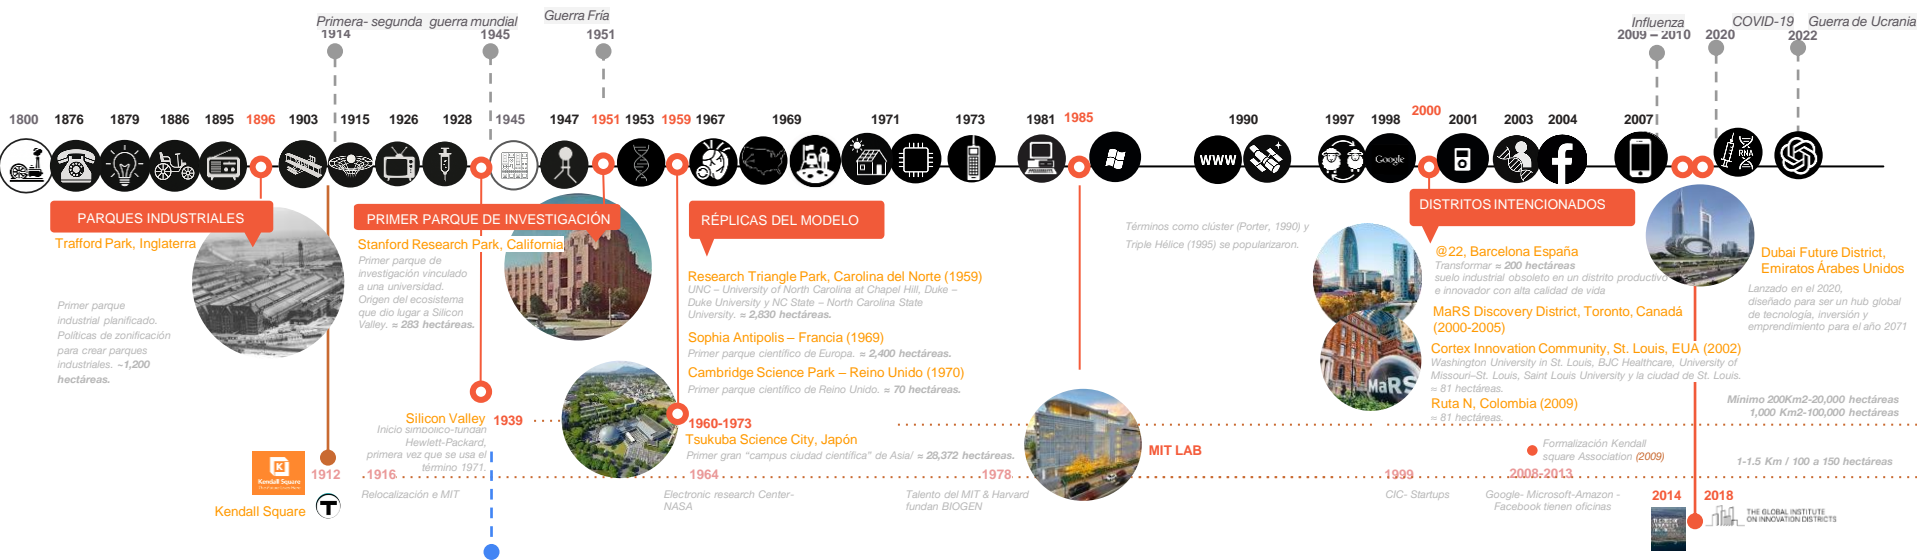 Primera- segunda guerra mundial
1914
1945
Guerra Fría
1951
Influenza
2009 – 2010
COVID-19
2020
Guerra de Ucrania
2022
1800
1876
1879
1886
1895
1896
1903
1915
1926
1928
1945
1947
1951
1953
1959
1967
1969
1971
1973
1981
1985
1990
1997
1998
2000
2001
2003
2004
2007
WWW
Google
RNA
PARQUES INDUSTRIALES
Trafford Park, Inglaterra
Primer parque
industrial planificado.
Políticas de zonificación
para crear parques
industriales. ~1,200
hectáreas.
PRIMER PARQUE DE INVESTIGACIÓN
Stanford Research Park, California
Primer parque de
investigación vinculado
a una universidad.
Origen del ecosistema
que dio lugar a Silicon
Valley. ≈ 283 hectáreas.
RÉPLICAS DEL MODELO
Research Triangle Park, Carolina del Norte (1959)
UNC – University of North Carolina at Chapel Hill, Duke –
Duke University y NC State – North Carolina State
University. ≈ 2,830 hectáreas.
Sophia Antipolis – Francia (1969)
Primer parque científico de Europa. ≈ 2,400 hectáreas.
Cambridge Science Park – Reino Unido (1970)
Primer parque científico de Reino Unido. ≈ 70 hectáreas.
1960-1973
Tsukuba Science City, Japón
Primer gran “campus ciudad científica” de Asia/ ≈ 28,372 hectáreas.
Términos como clúster (Porter, 1990) y
Triple Hélice (1995) se popularizaron.
DISTRITOS INTENCIONADOS
@22, Barcelona España
Transformar ≈ 200 hectáreas
suelo industrial obsoleto en un distrito productivo
e innovador con alta calidad de vida
MaRS Discovery District, Toronto, Canadá
(2000-2005)
Cortex Innovation Community, St. Louis, EUA (2002)
Washington University in St. Louis, BJC Healthcare, University of
Missouri–St. Louis, Saint Louis University y la ciudad de St. Louis.
≈ 81 hectáreas.
Ruta N, Colombia (2009)
≈ 81 hectáreas.
MaRS
Dubai Future District,
Emiratos Árabes Unidos
Lanzado en el 2020,
diseñado para ser un hub global
de tecnología, inversión y
emprendimiento para el año 2071
Mínimo 200Km2-20,000 hectáreas
1,000 Km2-100,000 hectáreas
Silicon Valley 1939
Inicio simbólico-fundan
Hewlett-Packard,
primera vez que se usa el
término 1971.
MIT LAB
Formalización Kendall
square Association (2009)
1-1.5 Km / 100 a 150 hectáreas
K
Kendall Square
Kendall Square
T
1912
1916
Relocalización e MIT
1964
Electronic research Center-
NASA
1978
Talento del MIT & Harvard
fundan BIOGEN
1999
CIC- Startups
2008-2013
Google- Microsoft-Amazon -
Facebook tienen oficinas
2014
2018
THE GLOBAL INSTITUTE
ON INNOVATION DISTRICTS